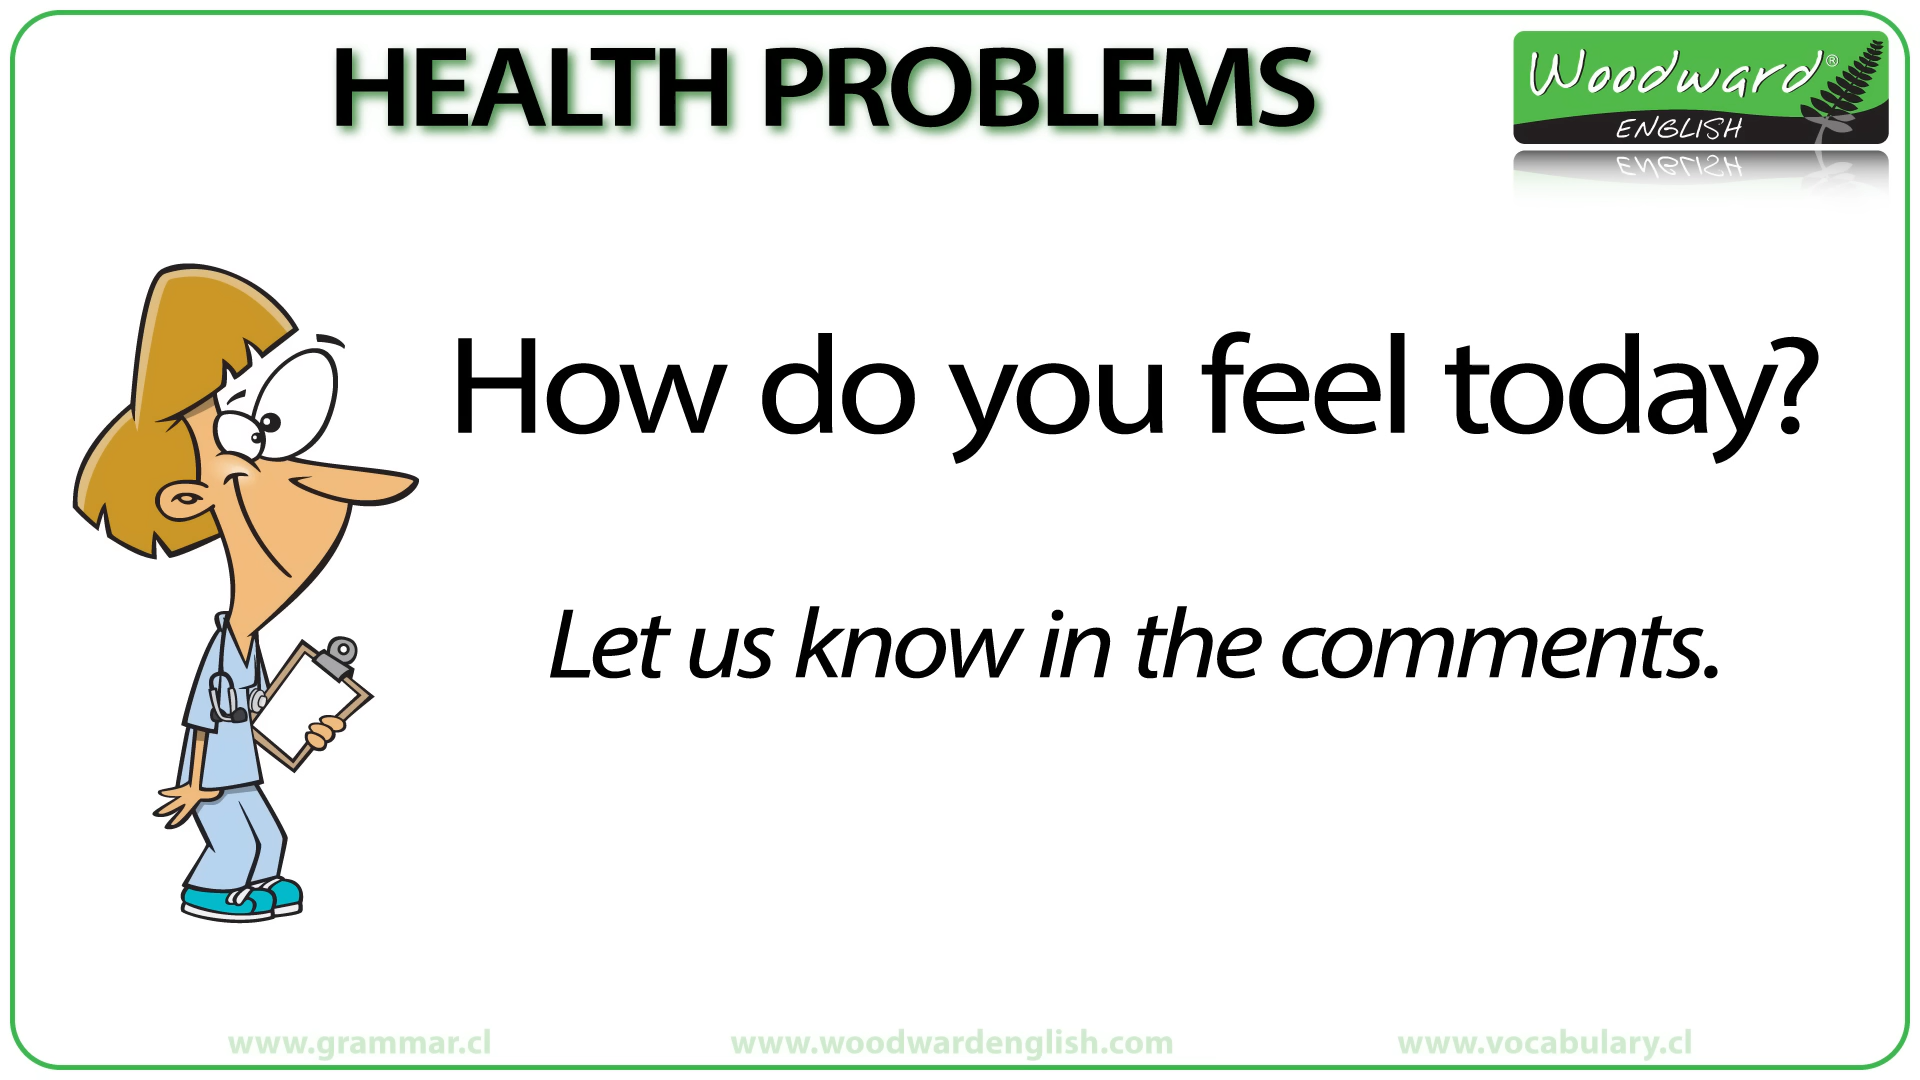 HEALTH PROBLEMS
Woodward®
ENGLISH
How do you feel today?
Let us know in the comments.
www.grammar.cl www.woodwardenglish.com www.vocabulary.cl